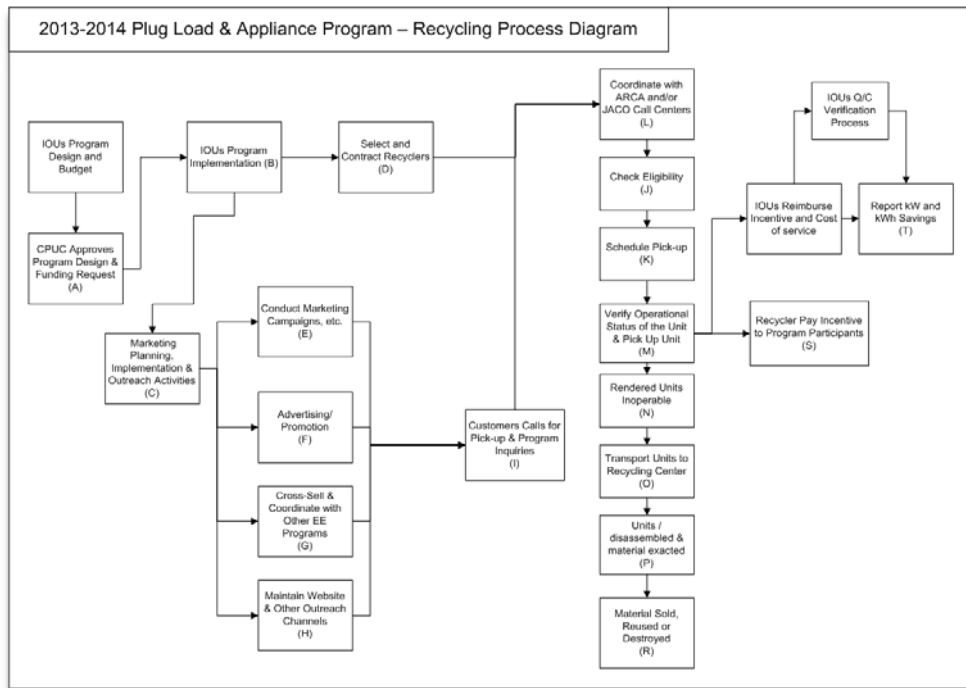 2013-2014 Plug Load & Appliance Program – Recycling Process Diagram
IOUs Program
Design and
Budget
CPUC Approves
Program Design &
Funding Request
(A)
IOUs Program
Implementation (B)
Select and
Contract Recyclers
(D)
Marketing
Planning,
Implementation &
Outreach Activities
(C)
Conduct Marketing
Campaigns, etc.
(E)
Advertising/
Promotion
(F)
Cross-Sell &
Coordinate with
Other EE
Programs
(G)
Maintain Website
& Other Outreach
Channels
(H)
Customers Calls for
Pick-up & Program
Inquiries
(I)
Coordinate with
ARCA and/or
JACO Call Centers
(L)
Check Eligibility
(J)
Schedule Pick-up
(K)
Verify Operational
Status of the Unit
& Pick Up Unit
(M)
Rendered Units
Inoperable
(N)
Transport Units to
Recycling Center
(O)
Units /
disassembled &
material exacted
(P)
Material Sold,
Reused or
Destroyed
(R)
IOUs Q/C
Verification
Process
IOUs Reimburse
Incentive and Cost
of service
Report kW and
kWh Savings
(T)
Recycler Pay Incentive
to Program Participants
(S)